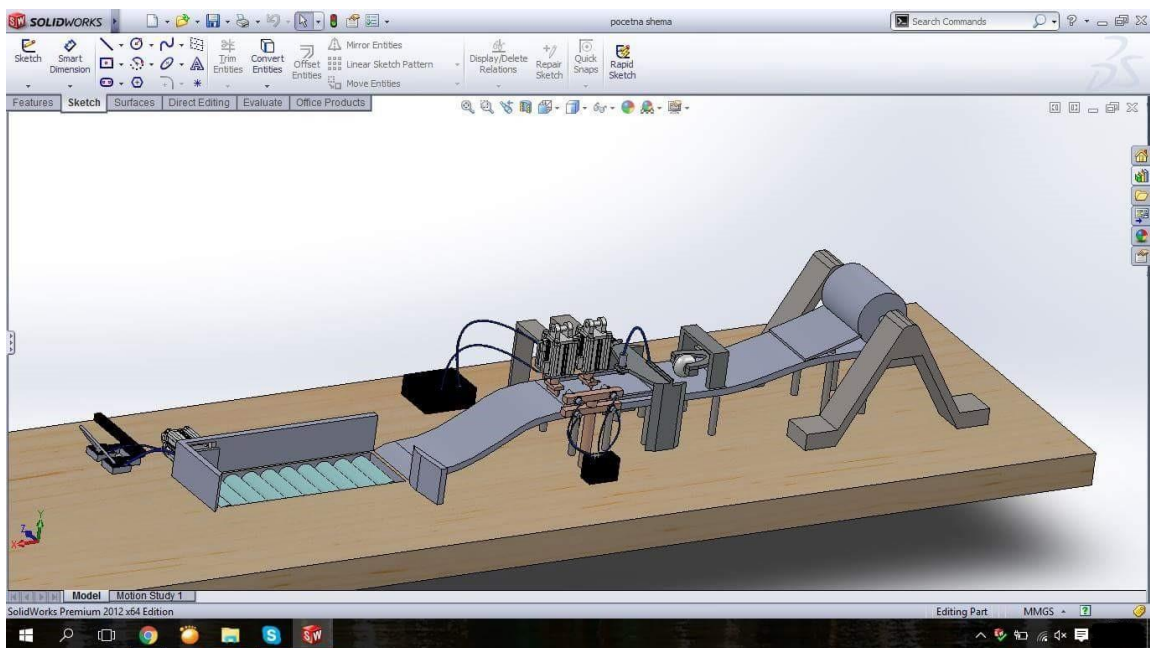 SOLIDWORKS
pocetna shema
Search Commands
Sketch
Smart Dimension
Trim Entities
Convert Entities
Offset Entities
Mirror Entities
Linear Sketch Pattern
Move Entities
Display/Delete Relations
Repair Sketch
Quick Snaps
Rapid Sketch
Features Sketch Surfaces Direct Editing Evaluate Office Products
Y
Z
X
Model Motion Study 1
SolidWorks Premium 2012 x64 Edition
Editing Part MMGS